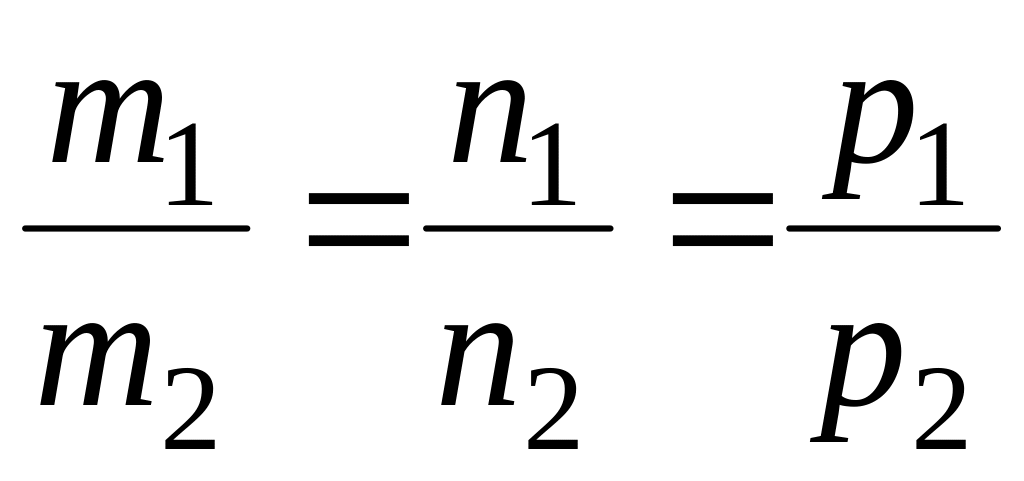 m₁/m₂ = n₁/n₂ = p₁/p₂